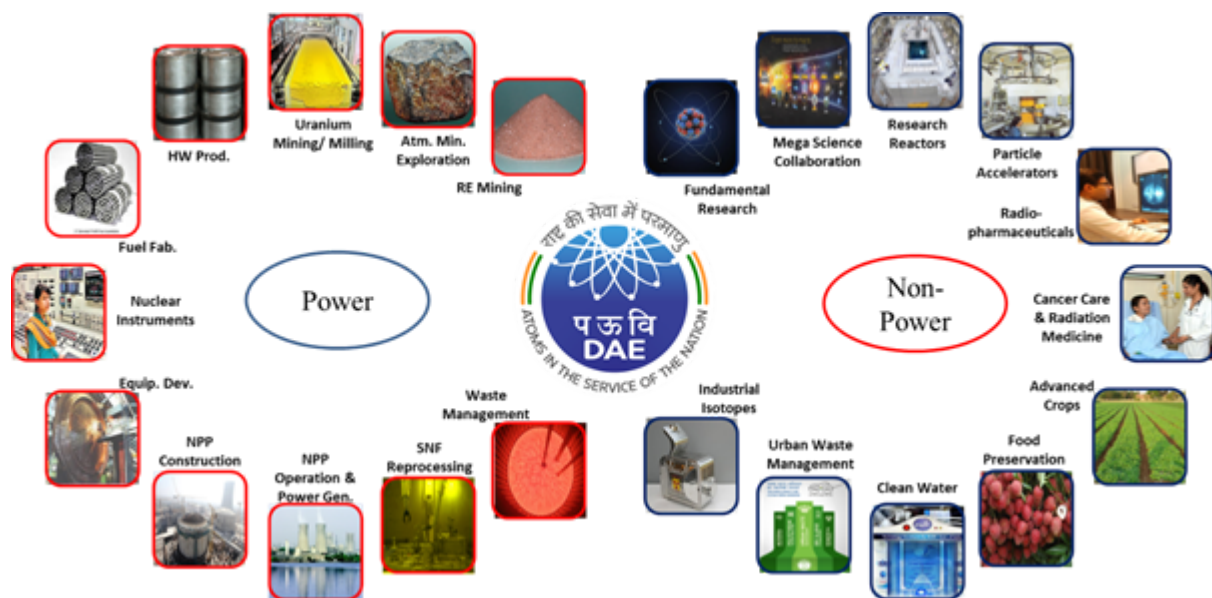 HW Prod.
Uranium
Mining/ Milling
Atm. Min.
Exploration
RE Mining
Fuel Fab.
Nuclear
Instruments
Equip. Dev.
NPP
Construction
NPP
Operation &
Power Gen.
SNF
Reprocessing
Waste
Management
Power
राष्ट्र की सेवा में परमाणु
प ऊ वि
DAE
ATOMS IN THE SERVICE OF THE NATION
Non-
Power
Fundamental
Research
Mega Science
Collaboration
Research
Reactors
Particle
Accelerators
Radio-
pharmaceuticals
Cancer Care
& Radiation
Medicine
Advanced
Crops
Food
Preservation
Clean Water
Urban Waste
Management
Industrial
Isotopes